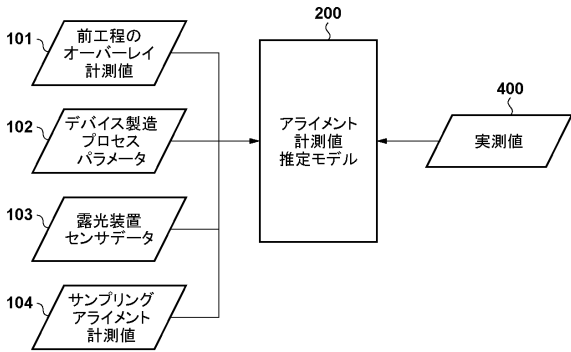 101
前工程の
オーバーレイ
計測値
102
デバイス製造
プロセス
パラメータ
103
露光装置
センサデータ
104
サンプリング
アライメント
計測値
200
アライメント
計測値
推定モデル
400
実測値